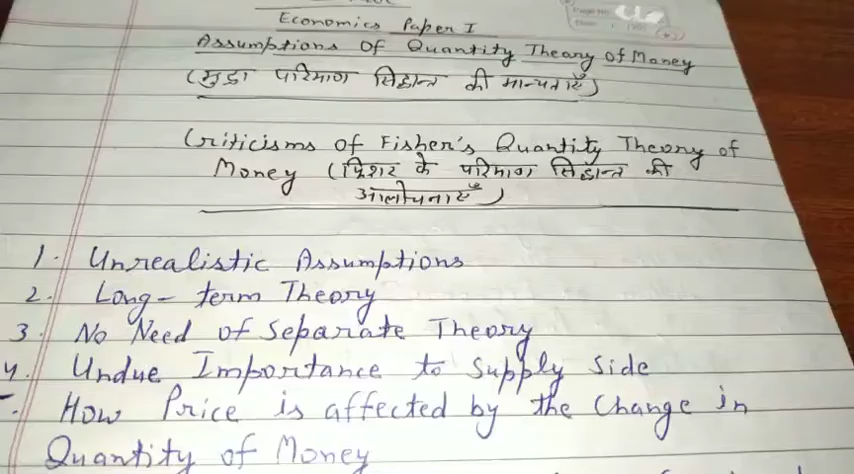 Economics Paper I
Assumptions Of Quantity Theory of Money
(मुद्रा परिमाण सिद्धान्त की मान्यताएँ)
Criticisms of Fisher's Quantity Theory of
Money (फिशर के परिमाण सिद्धान्त की
आलोचनाएँ)
1. Unrealistic Assumptions
2. Long-term Theory
3. No Need of Separate Theory
4. Undue Importance to Supply Side
How Price is affected by the Change in
Quantity of Money